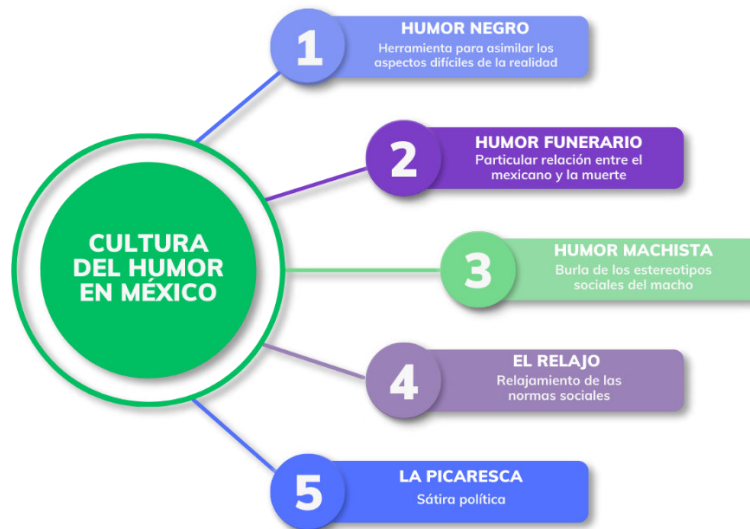 CULTURA
DEL HUMOR
EN MÉXICO
1
HUMOR NEGRO
Herramienta para asimilar los
aspectos difíciles de la realidad
2
HUMOR FUNERARIO
Particular relación entre el
mexicano y la muerte
3
HUMOR MACHISTA
Burla de los estereotipos
sociales del macho
4
EL RELAJO
Relajamiento de las
normas sociales
5
LA PICARESCA
Sátira política